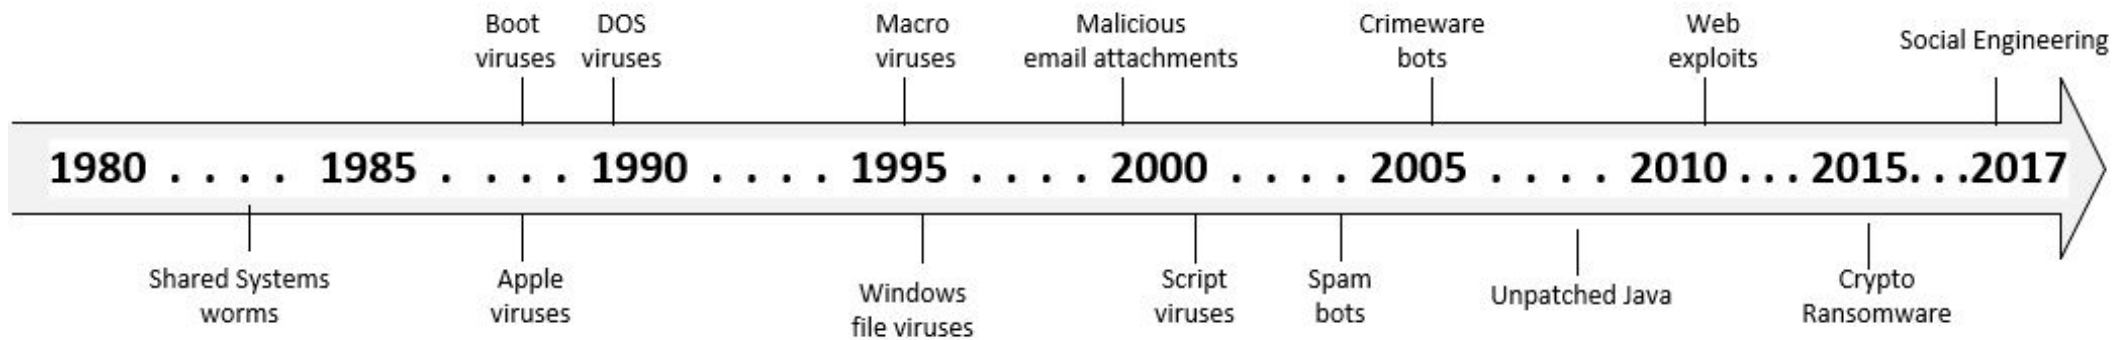 Boot
viruses
DOS
viruses
Macro
viruses
Malicious
email attachments
Crimeware
bots
Web
exploits
Social Engineering
1980 . . . . 1985 . . . . 1990 . . . . 1995 . . . . 2000 . . . . 2005 . . . . 2010 . . . 2015. . .2017
Shared Systems
worms
Apple
viruses
Windows
file viruses
Script
viruses
Spam
bots
Unpatched Java
Crypto
Ransomware